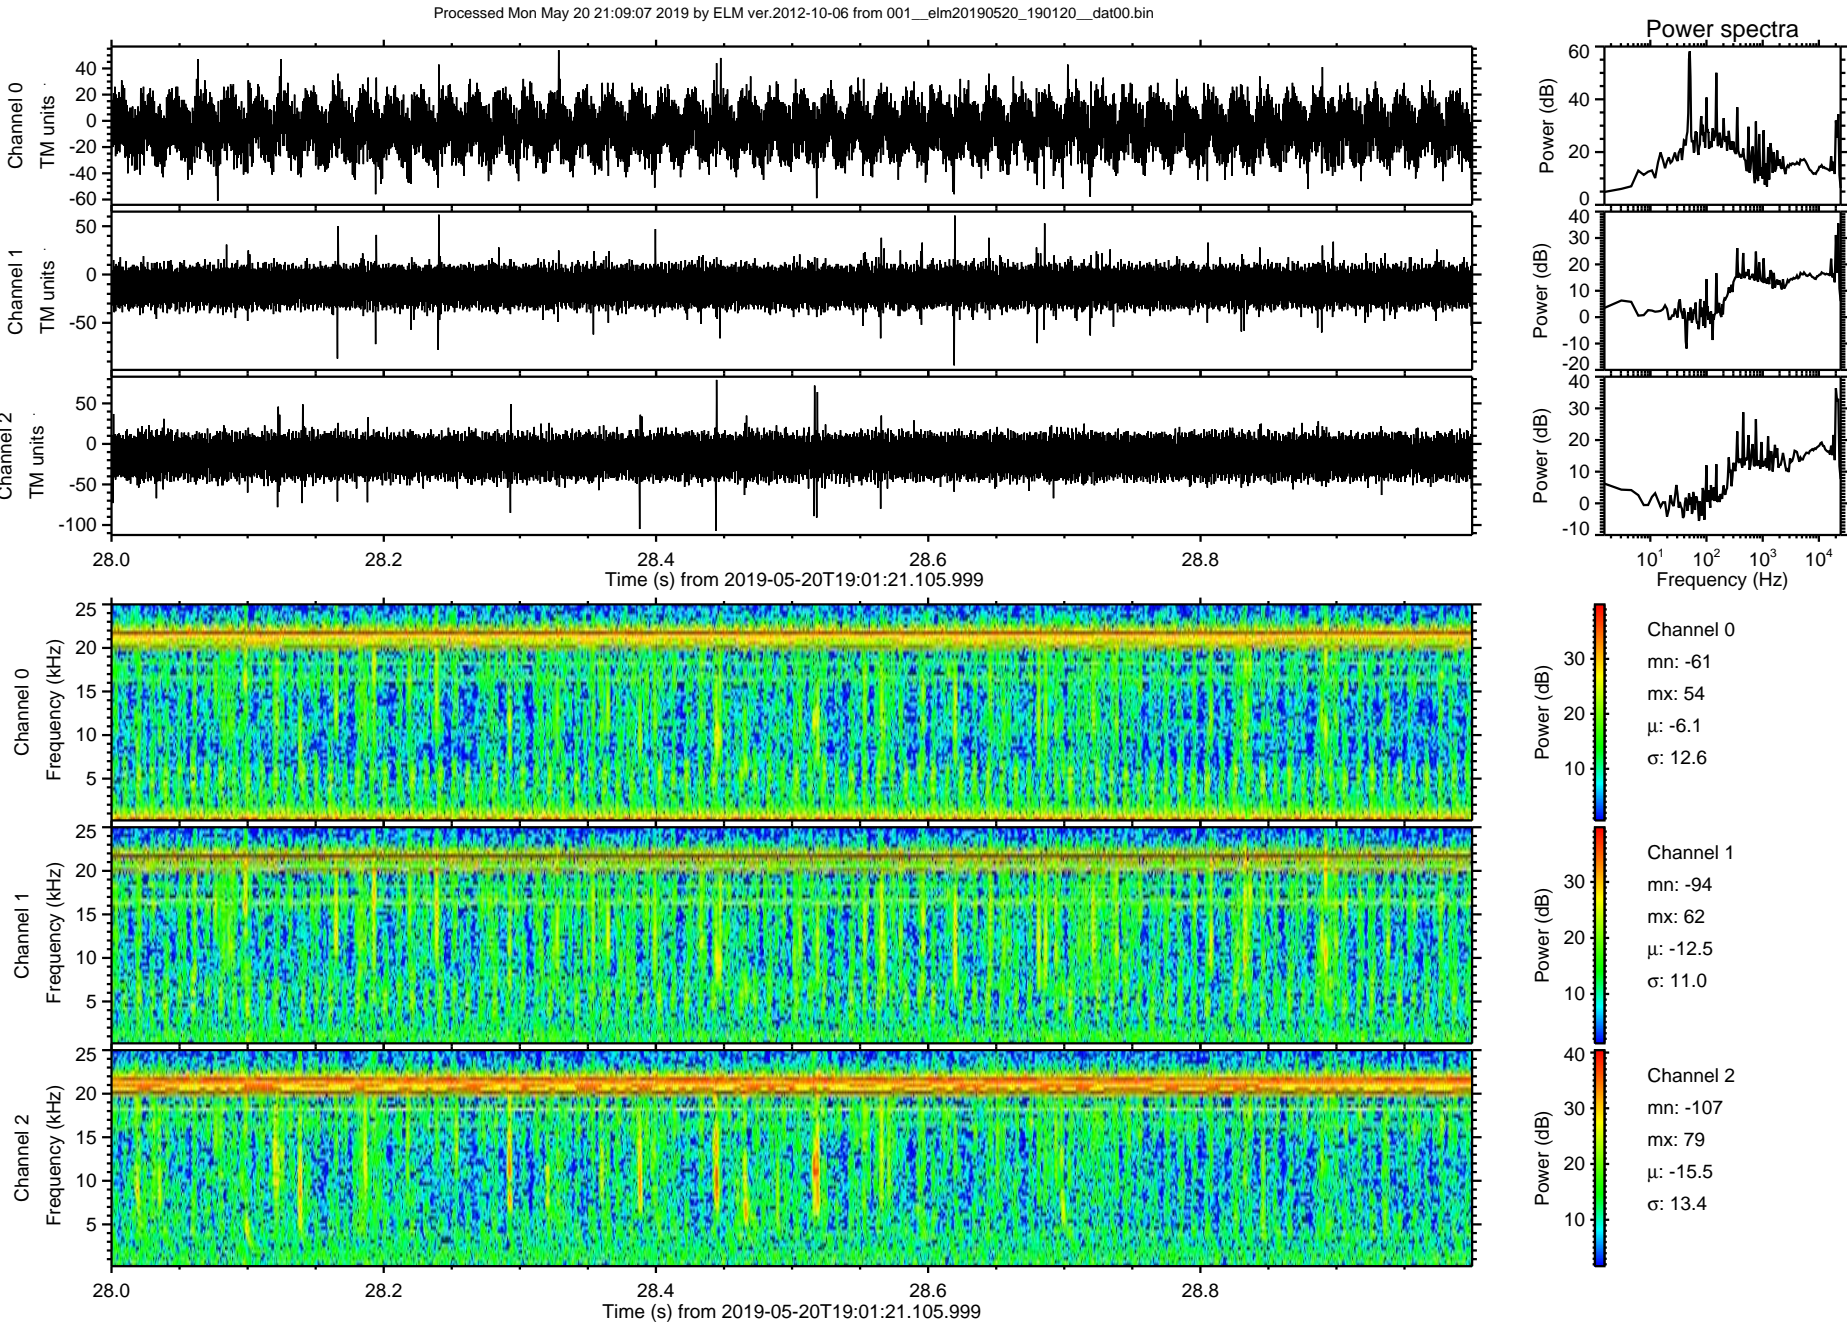 Processed Mon May 20 21:09:07 2019 by ELM ver.2012-10-06 from 001__elm20190520_190120__dat00.bin
Power spectra
Channel 0
TM units
40
20
0
-20
-40
-60
Power (dB)
60
40
20
0
Channel 1
TM units
50
0
-50
Power (dB)
40
30
20
10
0
-10
-20
Channel 2
TM units
50
0
-50
-100
Power (dB)
40
30
20
10
0
-10
28.0 28.2 28.4 28.6 28.8
Time (s) from 2019-05-20T19:01:21.105.999
10^1 10^2 10^3 10^4
Frequency (Hz)
Channel 0
Frequency (kHz)
25
20
15
10
5
Power (dB)
30
20
10
Channel 0
mn: -61
mx: 54
μ: -6.1
σ: 12.6
Channel 1
Frequency (kHz)
25
20
15
10
5
Power (dB)
30
20
10
Channel 1
mn: -94
mx: 62
μ: -12.5
σ: 11.0
Channel 2
Frequency (kHz)
25
20
15
10
5
Power (dB)
40
30
20
10
Channel 2
mn: -107
mx: 79
μ: -15.5
σ: 13.4
28.0 28.2 28.4 28.6 28.8
Time (s) from 2019-05-20T19:01:21.105.999